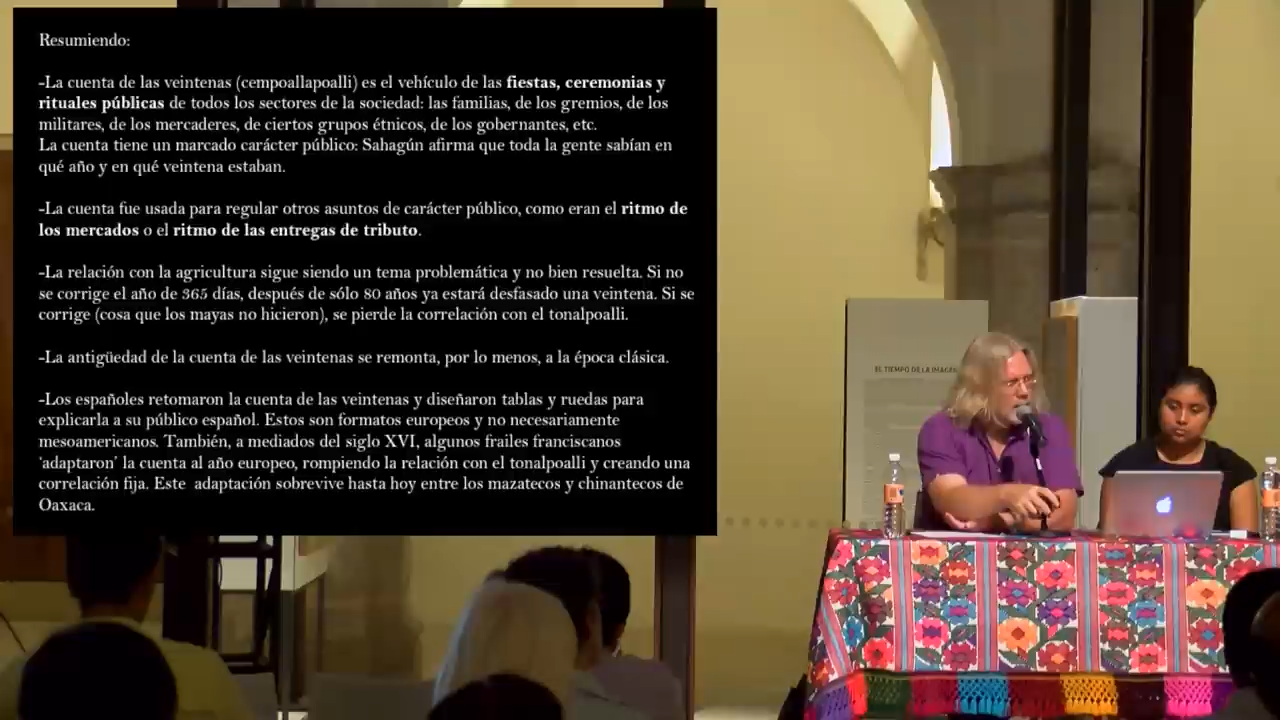 Resumiendo:
-La cuenta de las veintenas (cempoallapoalli) es el vehículo de las fiestas, ceremonias y
rituales públicas de todos los sectores de la sociedad: las familias, de los gremios, de los
militares, de los mercaderes, de ciertos grupos étnicos, de los gobernantes, etc.
La cuenta tiene un marcado carácter público: Sahagún afirma que toda la gente sabían en
qué año y en qué veintena estaban.
-La cuenta fue usada para regular otros asuntos de carácter público, como eran el ritmo de
los mercados o el ritmo de las entregas de tributo.
-La relación con la agricultura sigue siendo un tema problemática y no bien resuelta. Si no
se corrige el año de 365 días, después de sólo 80 años ya estará desfasado una veintena. Si se
corrige (cosa que los mayas no hicieron), se pierde la correlación con el tonalpoalli.
-La antigüedad de la cuenta de las veintenas se remonta, por lo menos, a la época clásica.
-Los españoles retomaron la cuenta de las veintenas y diseñaron tablas y ruedas para
explicarla a su público español. Estos son formatos europeos y no necesariamente
mesoamericanos. También, a mediados del siglo XVI, algunos frailes franciscanos
'adaptaron' la cuenta al año europeo, rompiendo la relación con el tonalpoalli y creando una
correlación fija. Este adaptación sobrevive hasta hoy entre los mazatecos y chinantecos de
Oaxaca.
EL TIEMPO DE LA IMAGEN